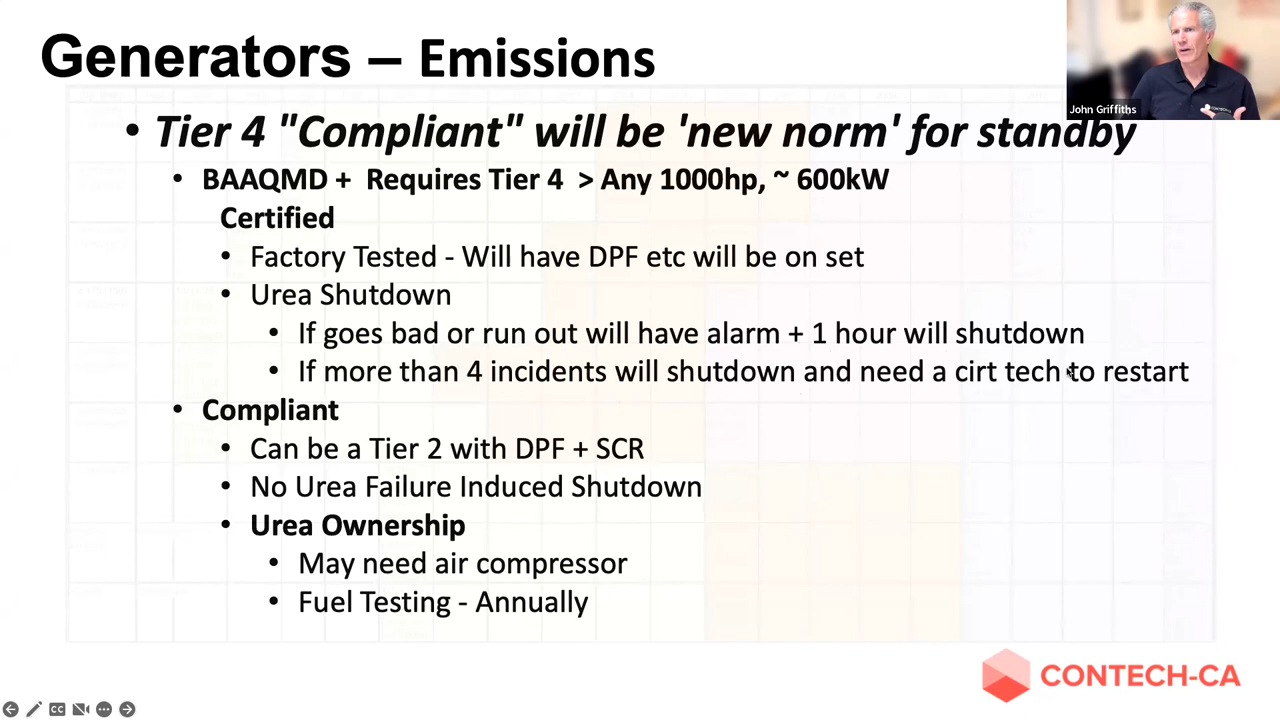 Generators – Emissions
John Griffiths
• Tier 4 "Compliant" will be 'new norm' for standby
• BAAQMD + Requires Tier 4 > Any 1000hp, ~ 600kW
Certified
• Factory Tested - Will have DPF etc will be on set
• Urea Shutdown
• If goes bad or run out will have alarm + 1 hour will shutdown
• If more than 4 incidents will shutdown and need a cirt tech to restart
• Compliant
• Can be a Tier 2 with DPF + SCR
• No Urea Failure Induced Shutdown
• Urea Ownership
• May need air compressor
• Fuel Testing - Annually
CONTECH-CA
CC